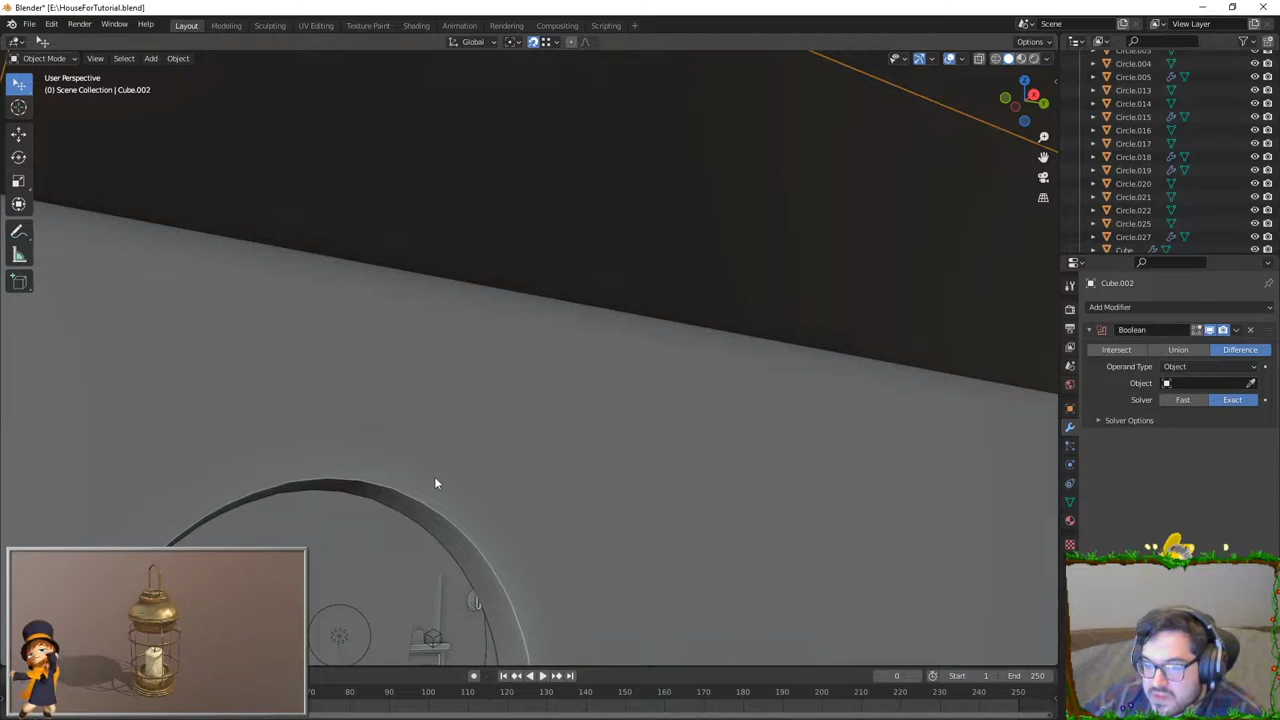 Blender* [E:\HouseForTutorial.blend]
File Edit Render Window Help Layout Modeling Sculpting UV Editing Texture Paint Shading Animation Rendering Compositing Scripting + Scene View Layer
Global Options
Object Mode View Select Add Object
User Perspective
(0) Scene Collection | Cube.002
Z
X
Y
Circle.003
Circle.004
Circle.005
Circle.013
Circle.014
Circle.015
Circle.016
Circle.017
Circle.018
Circle.019
Circle.020
Circle.021
Circle.022
Circle.025
Circle.027
Cube
Cube.002
Add Modifier
Boolean
Intersect Union Difference
Operand Type Object
Object
Solver Fast Exact
Solver Options
0 Start 1 End 250
70 80 90 100 110 120 130 140 150 160 170 180 190 200 210 220 230 240 250